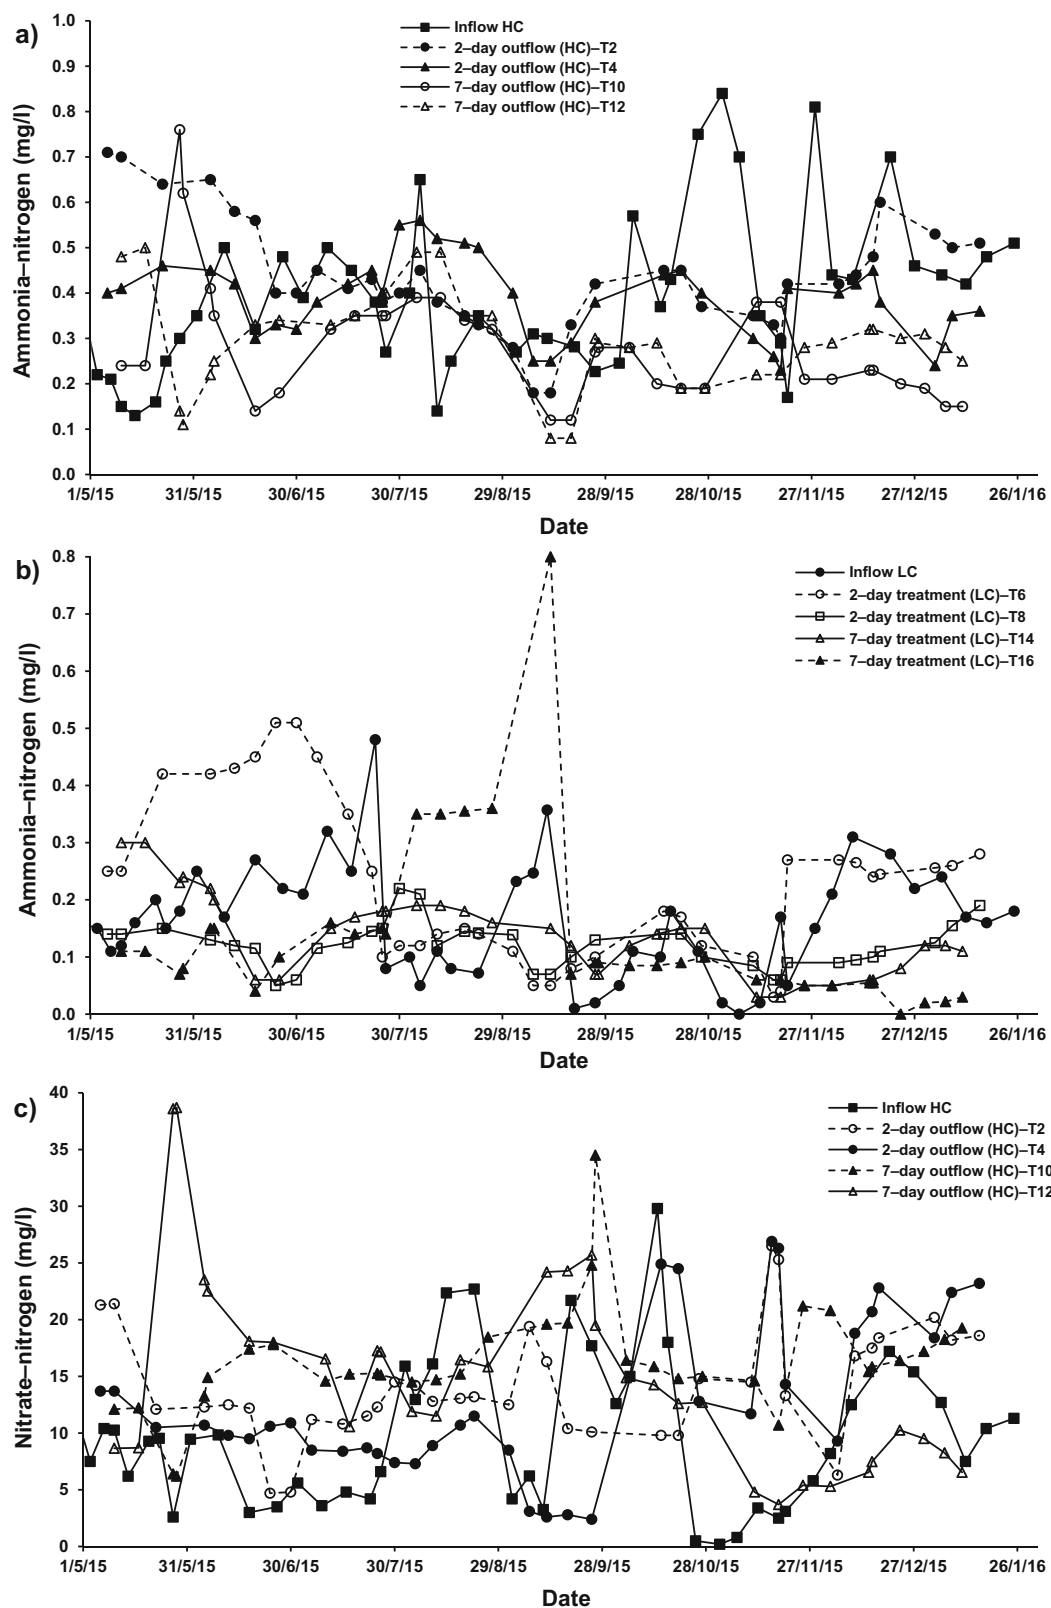 a)
Inflow HC
2–day outflow (HC)–T2
2–day outflow (HC)–T4
7–day outflow (HC)–T10
7–day outflow (HC)–T12
Ammonia–nitrogen (mg/l)
1.0
0.9
0.8
0.7
0.6
0.5
0.4
0.3
0.2
0.1
0.0
1/5/15 31/5/15 30/6/15 30/7/15 29/8/15 28/9/15 28/10/15 27/11/15 27/12/15 26/1/16
Date
b)
Inflow LC
2–day treatment (LC)–T6
2–day treatment (LC)–T8
7–day treatment (LC)–T14
7–day treatment (LC)–T16
Ammonia–nitrogen (mg/l)
0.8
0.7
0.6
0.5
0.4
0.3
0.2
0.1
0.0
1/5/15 31/5/15 30/6/15 30/7/15 29/8/15 28/9/15 28/10/15 27/11/15 27/12/15 26/1/16
Date
c)
Inflow HC
2–day outflow (HC)–T2
2–day outflow (HC)–T4
7–day outflow (HC)–T10
7–day outflow (HC)–T12
Nitrate–nitrogen (mg/l)
40
35
30
25
20
15
10
5
0
1/5/15 31/5/15 30/6/15 30/7/15 29/8/15 28/9/15 28/10/15 27/11/15 27/12/15 26/1/16
Date